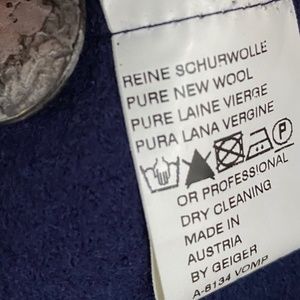 REINE SCHURWOLLE
PURE NEW WOOL
PURE LAINE VIERGE
PURA LANA VERGINE
OR PROFESSIONAL
DRY CLEANING
MADE IN
AUSTRIA
BY GEIGER
A-6134 VOMP